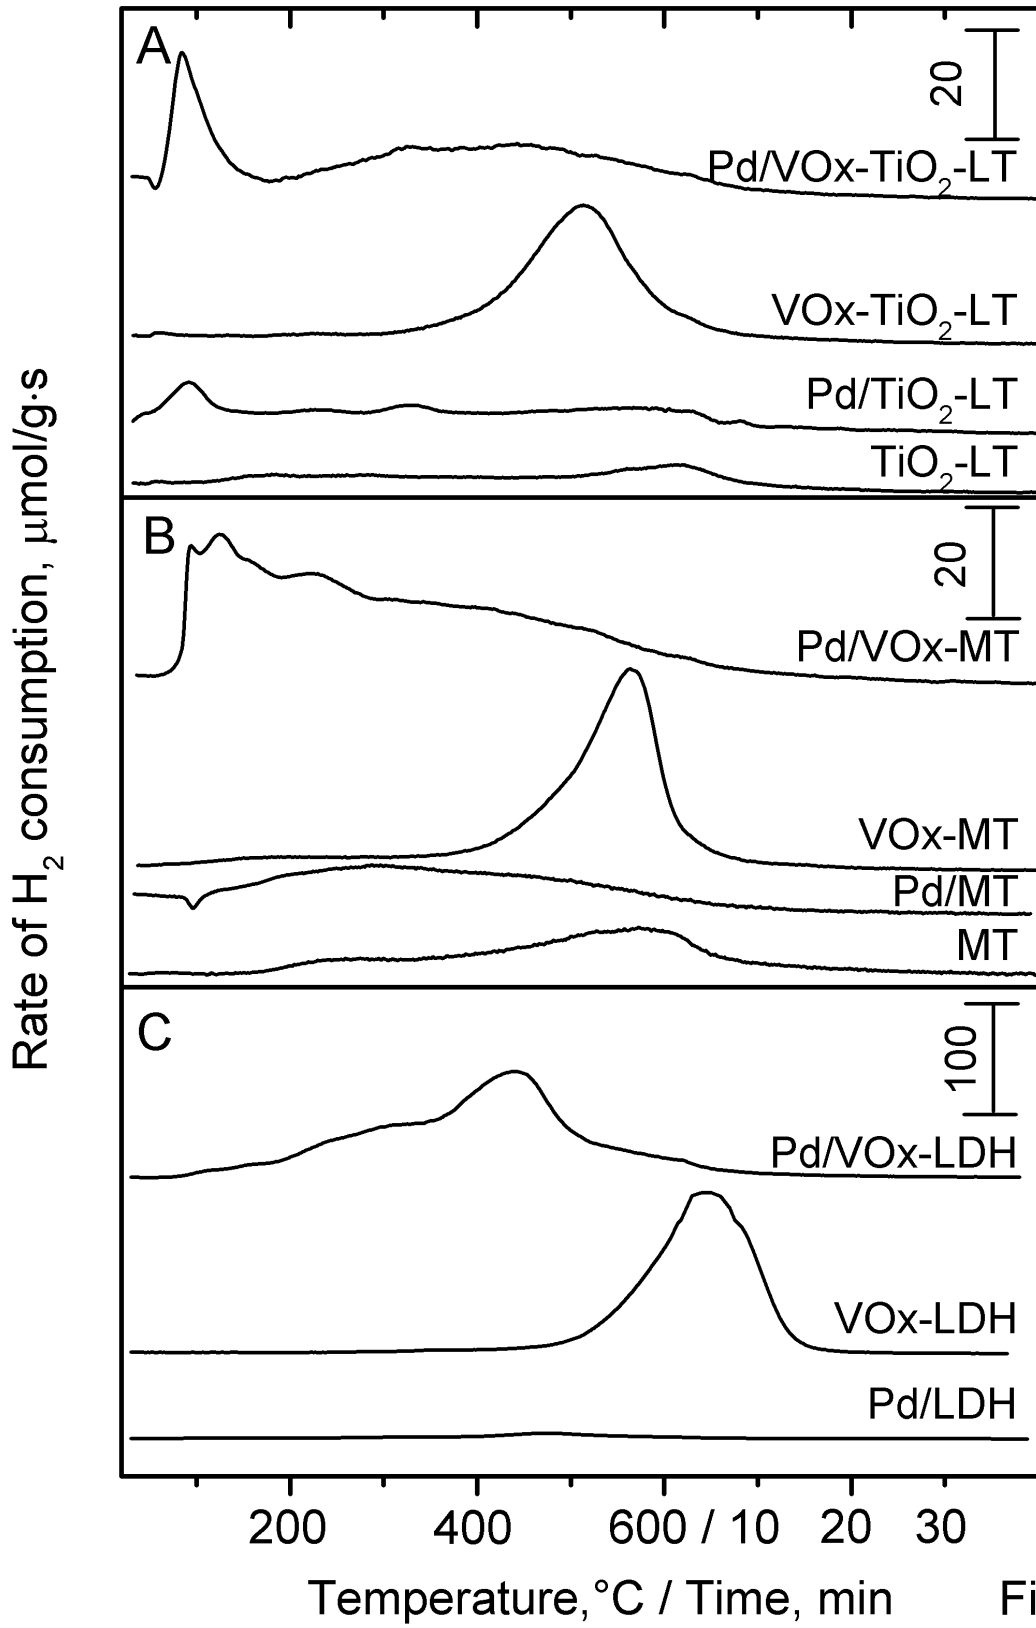 A
20
Pd/VOx-TiO₂-LT
VOx-TiO₂-LT
Pd/TiO₂-LT
TiO₂-LT
B
20
Pd/VOx-MT
VOx-MT
Pd/MT
MT
C
100
Pd/VOx-LDH
VOx-LDH
Pd/LDH
Rate of H₂ consumption, μmol/g·s
200 400 600 / 10 20 30
Temperature,°C / Time, min
Fi